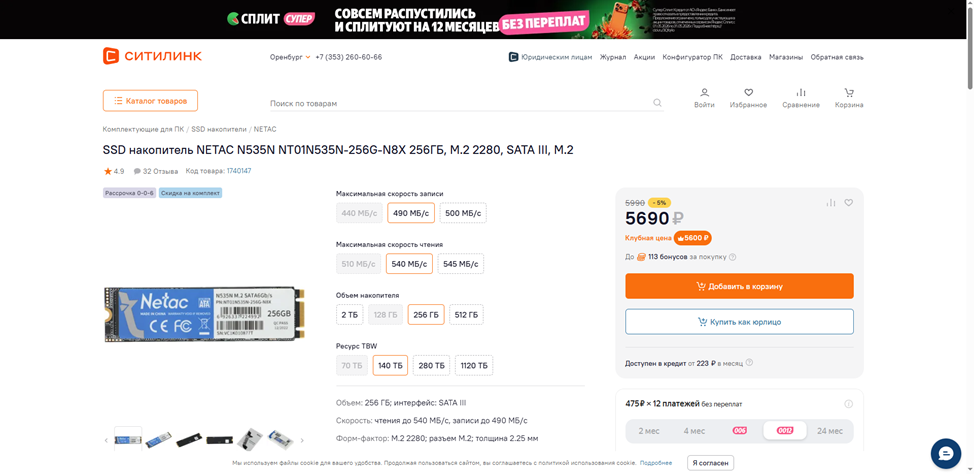 СПЛИТ СУПЕР
СОВСЕМ РАСПУСТИЛИСЬ
И СПЛИТУЮТ НА 12 МЕСЯЦЕВ БЕЗ ПЕРЕПЛАТ
СИТИЛИНК
Оренбург
+7 (353) 260-60-66
Юридическим лицам
Журнал
Акции
Конфигуратор ПК
Доставка
Магазины
Обратная связь
Каталог товаров
Поиск по товарам
Войти
Избранное
Сравнение
Корзина
Комплектующие для ПК / SSD накопители / NETAC
SSD накопитель NETAC N535N NT01N535N-256G-N8X 256ГБ, M.2 2280, SATA III, M.2
4.9
32 Отзыва
Код товара: 1740147
Рассрочка 0-0-6
Скидка на комплект
Netac
SATA
N535N M.2 SATA6Gb/s
P/N:NT01N535N-256G-N8X
256GB
Максимальная скорость записи
440 МБ/с
490 МБ/с
500 МБ/с
Максимальная скорость чтения
510 МБ/с
540 МБ/с
545 МБ/с
Объем накопителя
2 ТБ
128 ГБ
256 ГБ
512 ГБ
Ресурс TBW
70 ТБ
140 ТБ
280 ТБ
1120 ТБ
Объем: 256 ГБ; интерфейс: SATA III
Скорость: чтения до 540 МБ/с, записи до 490 МБ/с
Форм-фактор: M.2 2280; разъем M.2; толщина 2.25 мм
5990
- 5%
5690 ₽
Клубная цена 5600 ₽
До 113 бонусов за покупку
Добавить в корзину
Купить как юрлицо
Доступен в кредит от 223 ₽ в месяц
475₽ × 12 платежей без переплат
2 мес
4 мес
006
0012
24 мес
Мы используем файлы cookie для вашего удобства. Продолжая пользоваться сайтом, вы соглашаетесь с политикой использования cookie. Подробнее
Я согласен